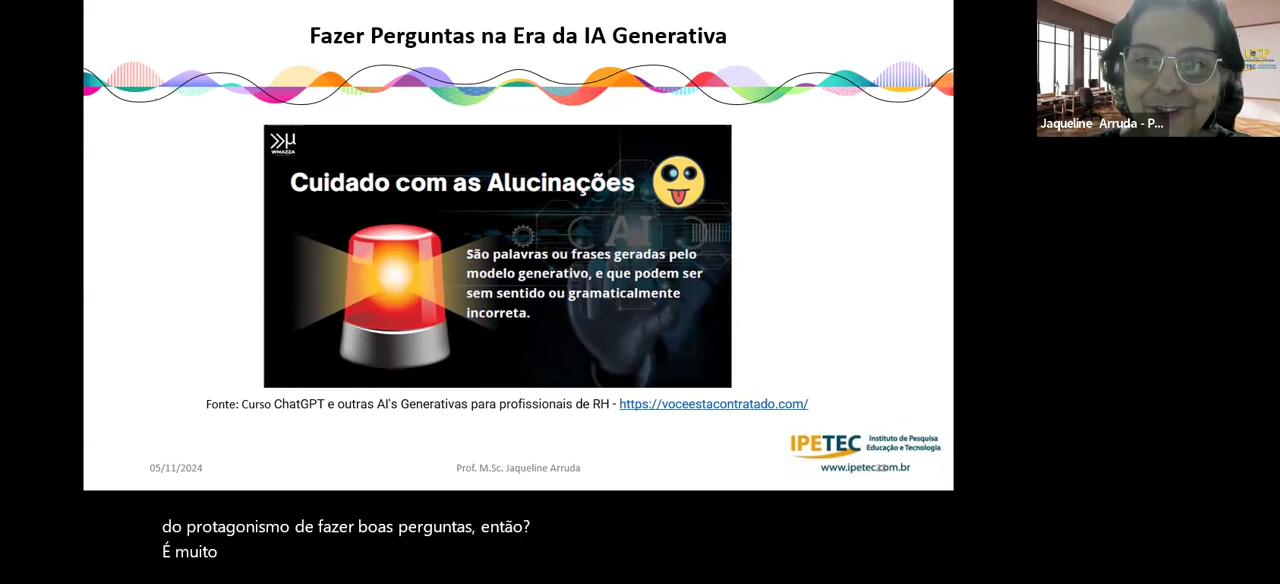 Fazer Perguntas na Era da IA Generativa
WMAZZA
Cuidado com as Alucinações
AI
São palavras ou frases geradas pelo
modelo generativo, e que podem ser
sem sentido ou gramaticalmente
incorreta.
Fonte: Curso ChatGPT e outras AI's Generativas para profissionais de RH - https://voceestacontratado.com/
IPETEC
Instituto de Pesquisa
Educação e Tecnologia
www.ipetec.com.br
05/11/2024
Prof. M.Sc. Jaqueline Arruda
Jaqueline Arruda - P...
do protagonismo de fazer boas perguntas, então?
É muito